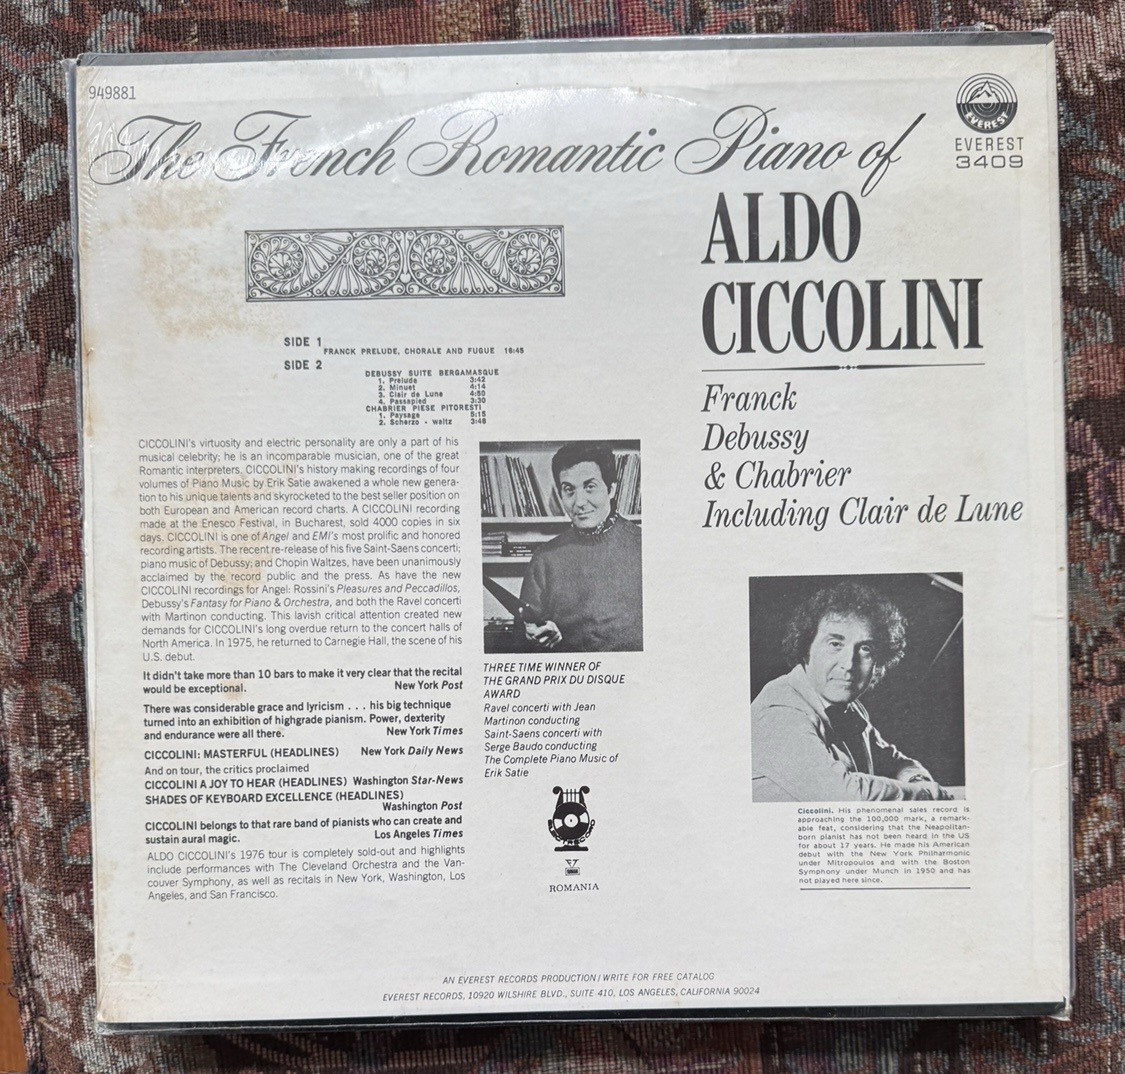 949881
The French Romantic Piano of
ALDO
CICCOLINI
EVEREST
EVEREST
3409
Franck
Debussy
& Chabrier
Including Clair de Lune
SIDE 1
FRANCK PRELUDE, CHORALE AND FUGUE 16:45
SIDE 2
DEBUSSY SUITE BERGAMASQUE
1. Prelude 3:42
2. Minuet 4:14
3. Clair de Lune 4:50
4. Passapied 3:30
CHABRIER PIESE PITORESTI
1. Paysage 5:15
2. Scherzo - waltz 3:48
CICCOLINI's virtuosity and electric personality are only a part of his
musical celebrity; he is an incomparable musician, one of the great
Romantic interpreters. CICCOLINI's history making recordings of four
volumes of Piano Music by Erik Satie awakened a whole new genera-
tion to his unique talents and skyrocketed to the best seller position on
both European and American record charts. A CICCOLINI recording
made at the Enesco Festival, in Bucharest, sold 4000 copies in six
days. CICCOLINI is one of Angel and EMI's most prolific and honored
recording artists. The recent re-release of his five Saint-Saens concerti;
piano music of Debussy; and Chopin Waltzes, have been unanimously
acclaimed by the record public and the press. As have the new
CICCOLINI recordings for Angel: Rossini's Pleasures and Peccadillos,
Debussy's Fantasy for Piano & Orchestra, and both the Ravel concerti
with Martinon conducting. This lavish critical attention created new
demands for CICCOLINI's long overdue return to the concert halls of
North America. In 1975, he returned to Carnegie Hall, the scene of his
U.S. debut.
It didn't take more than 10 bars to make it very clear that the recital
would be exceptional. New York Post
There was considerable grace and lyricism . . . his big technique
turned into an exhibition of highgrade pianism. Power, dexterity
and endurance were all there. New York Times
CICCOLINI: MASTERFUL (HEADLINES) New York Daily News
And on tour, the critics proclaimed
CICCOLINI A JOY TO HEAR (HEADLINES) Washington Star-News
SHADES OF KEYBOARD EXCELLENCE (HEADLINES)
Washington Post
CICCOLINI belongs to that rare band of pianists who can create and
sustain aural magic. Los Angeles Times
ALDO CICCOLINI's 1976 tour is completely sold-out and highlights
include performances with The Cleveland Orchestra and the Van-
couver Symphony, as well as recitals in New York, Washington, Los
Angeles, and San Francisco.
THREE TIME WINNER OF
THE GRAND PRIX DU DISQUE
AWARD
Ravel concerti with Jean
Martinon conducting
Saint-Saens concerti with
Serge Baudo conducting
The Complete Piano Music of
Erik Satie
ROMANIA
Ciccolini. His phenomenal sales record is
approaching the 100,000 mark, a remark-
able feat, considering that the Neapolitan-
born pianist has not been heard in the US
for about 17 years. He made his American
debut with the New York Philharmonic
under Mitropoulos and with the Boston
Symphony under Munch in 1950 and has
not played here since.
AN EVEREST RECORDS PRODUCTION / WRITE FOR FREE CATALOG
EVEREST RECORDS, 10920 WILSHIRE BLVD., SUITE 410, LOS ANGELES, CALIFORNIA 90024